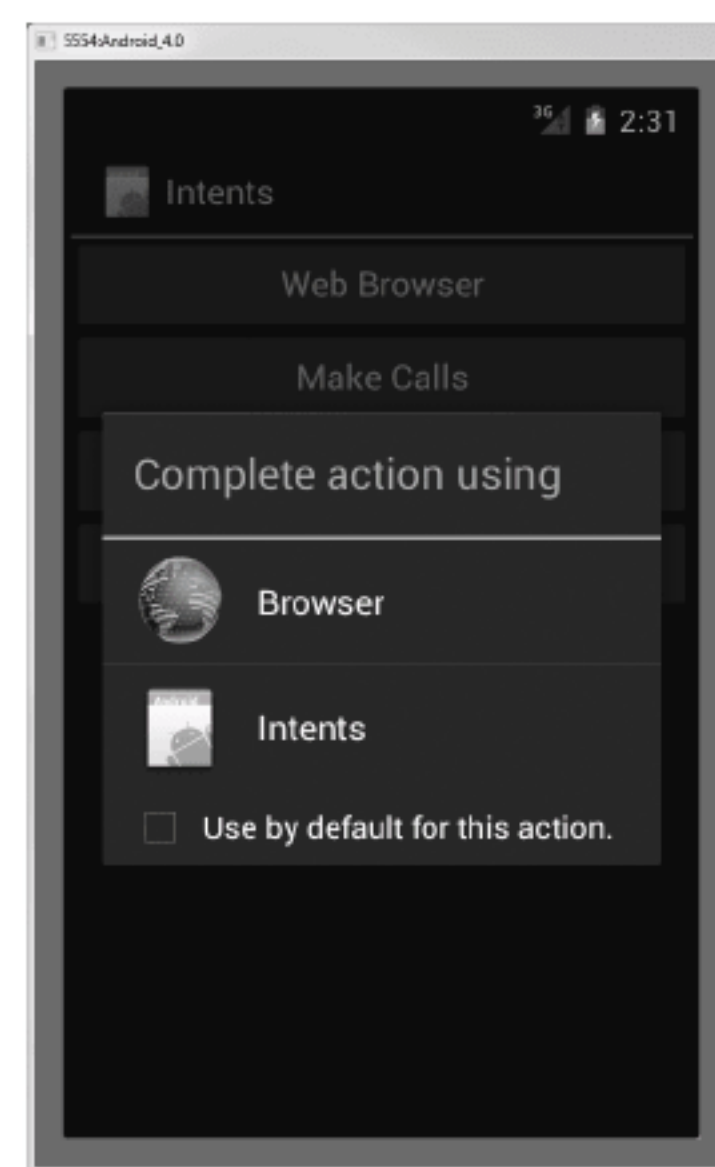 5554:Android_4.0
3G 2:31
Intents
Web Browser
Make Calls
Complete action using
Browser
Intents
Use by default for this action.